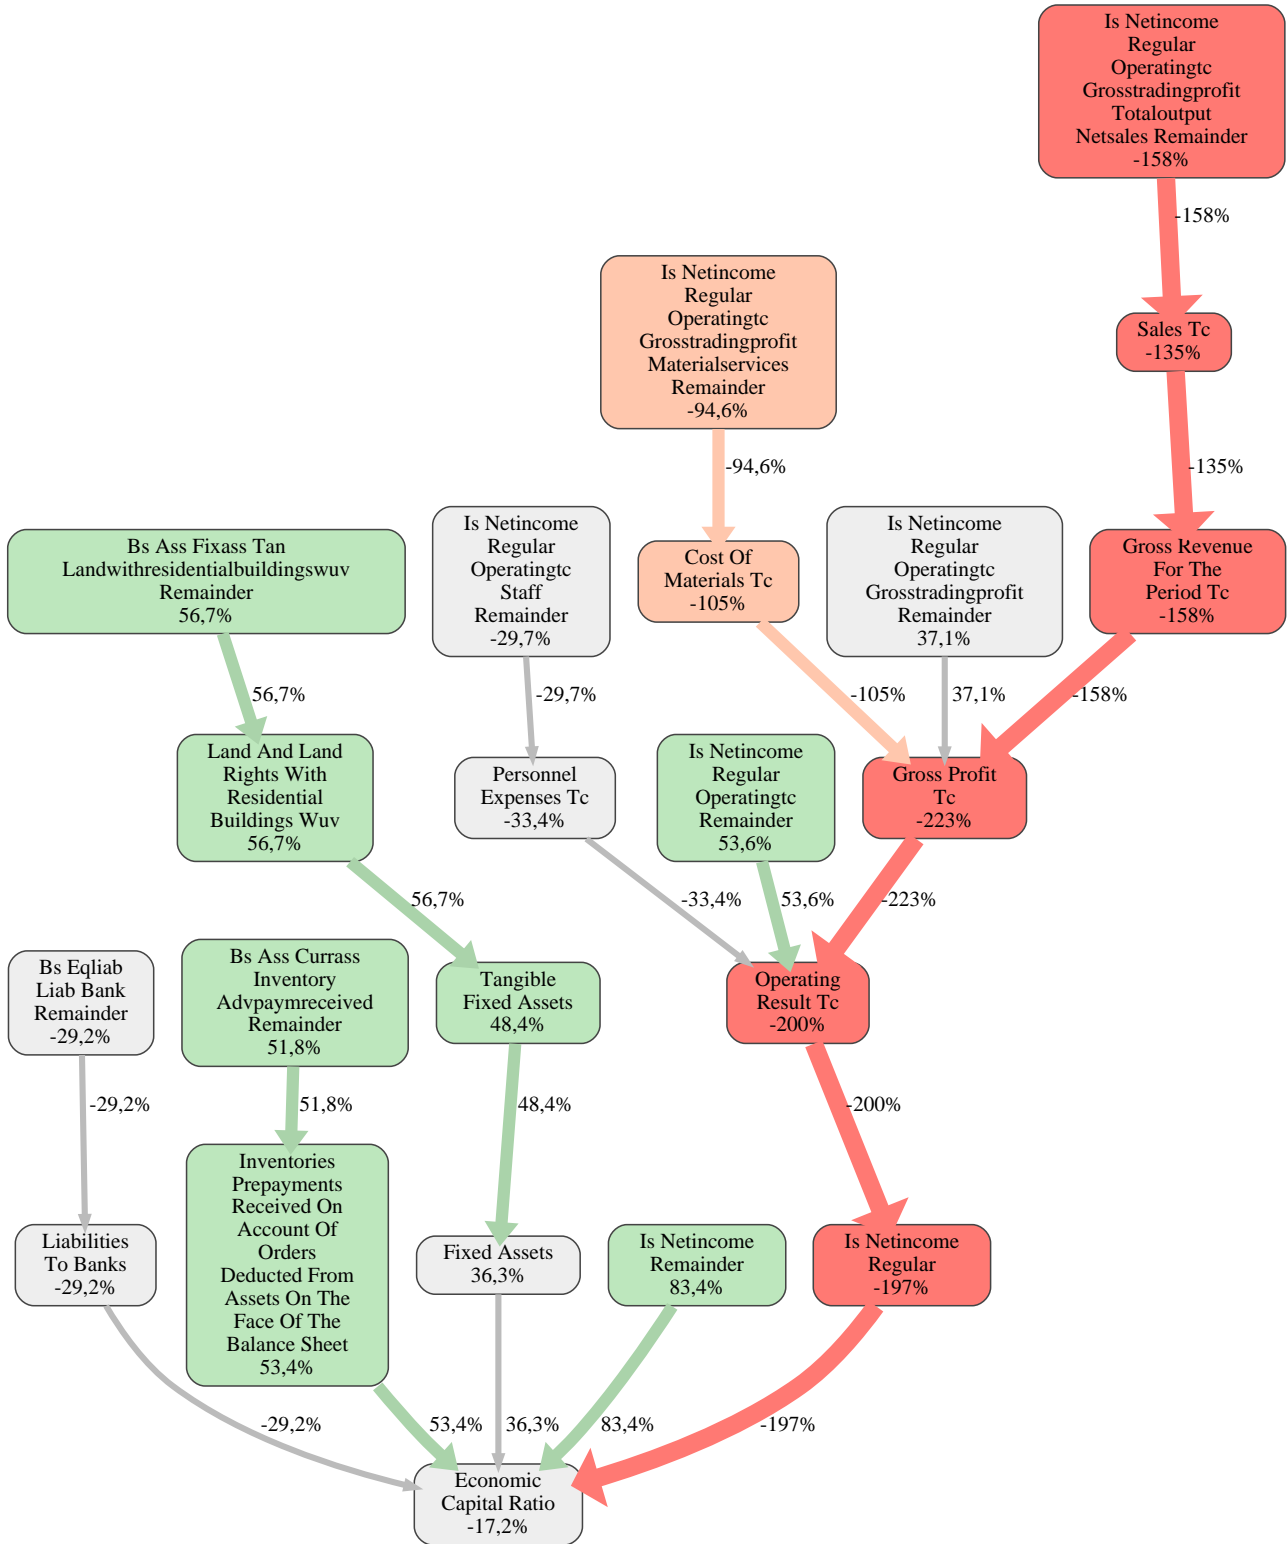 Is Netincome
Regular
Operatingtc
Grosstradingprofit
Totaloutput
Netsales Remainder
-158%
-158%
Is Netincome
Regular
Operatingtc
Grosstradingprofit
Materialservices
Remainder
-94,6%
Sales Tc
-135%
-94,6%
-135%
Bs Ass Fixass Tan
Landwithresidentialbuildingswuv
Remainder
56,7%
Is Netincome
Regular
Operatingtc
Staff
Remainder
-29,7%
Cost Of
Materials Tc
-105%
Is Netincome
Regular
Operatingtc
Grosstradingprofit
Remainder
37,1%
Gross Revenue
For The
Period Tc
-158%
56,7%
-29,7%
-105%
37,1%
-158%
Land And Land
Rights With
Residential
Buildings Wuv
56,7%
Personnel
Expenses Tc
-33,4%
Is Netincome
Regular
Operatingtc
Remainder
53,6%
Gross Profit
Tc
-223%
56,7%
-33,4%
53,6%
-223%
Bs Eqliab
Liab Bank
Remainder
-29,2%
Bs Ass Currass
Inventory
Advpaymreceived
Remainder
51,8%
Tangible
Fixed Assets
48,4%
Operating
Result Tc
-200%
-29,2%
51,8%
48,4%
-200%
Liabilities
To Banks
-29,2%
Inventories
Prepayments
Received On
Account Of
Orders
Deducted From
Assets On The
Face Of The
Balance Sheet
53,4%
Fixed Assets
36,3%
Is Netincome
Remainder
83,4%
Is Netincome
Regular
-197%
-29,2%
53,4%
36,3%
83,4%
-197%
Economic
Capital Ratio
-17,2%